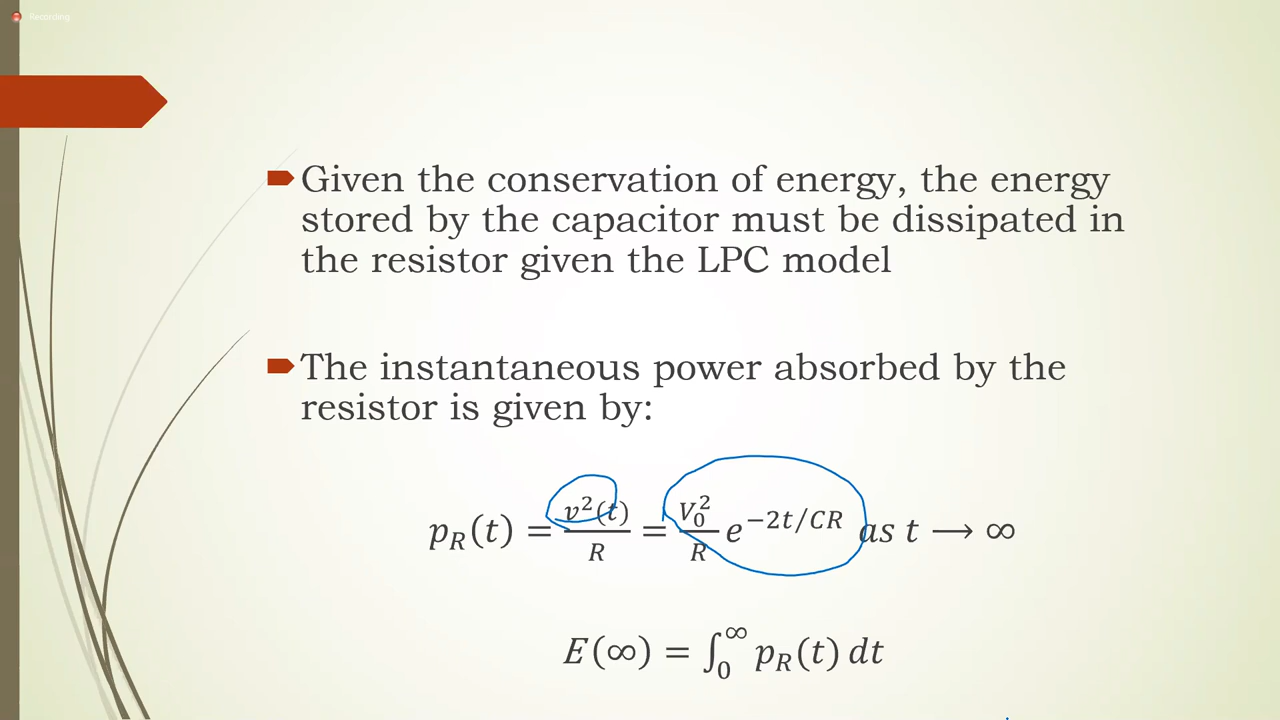 Recording
Given the conservation of energy, the energy
stored by the capacitor must be dissipated in
the resistor given the LPC model
The instantaneous power absorbed by the
resistor is given by:
p_R(t) = v²(t)/R = V₀²/R e^{−2t/CR} as t ⟶ ∞
E(∞) = ∫₀^∞ p_R(t) dt